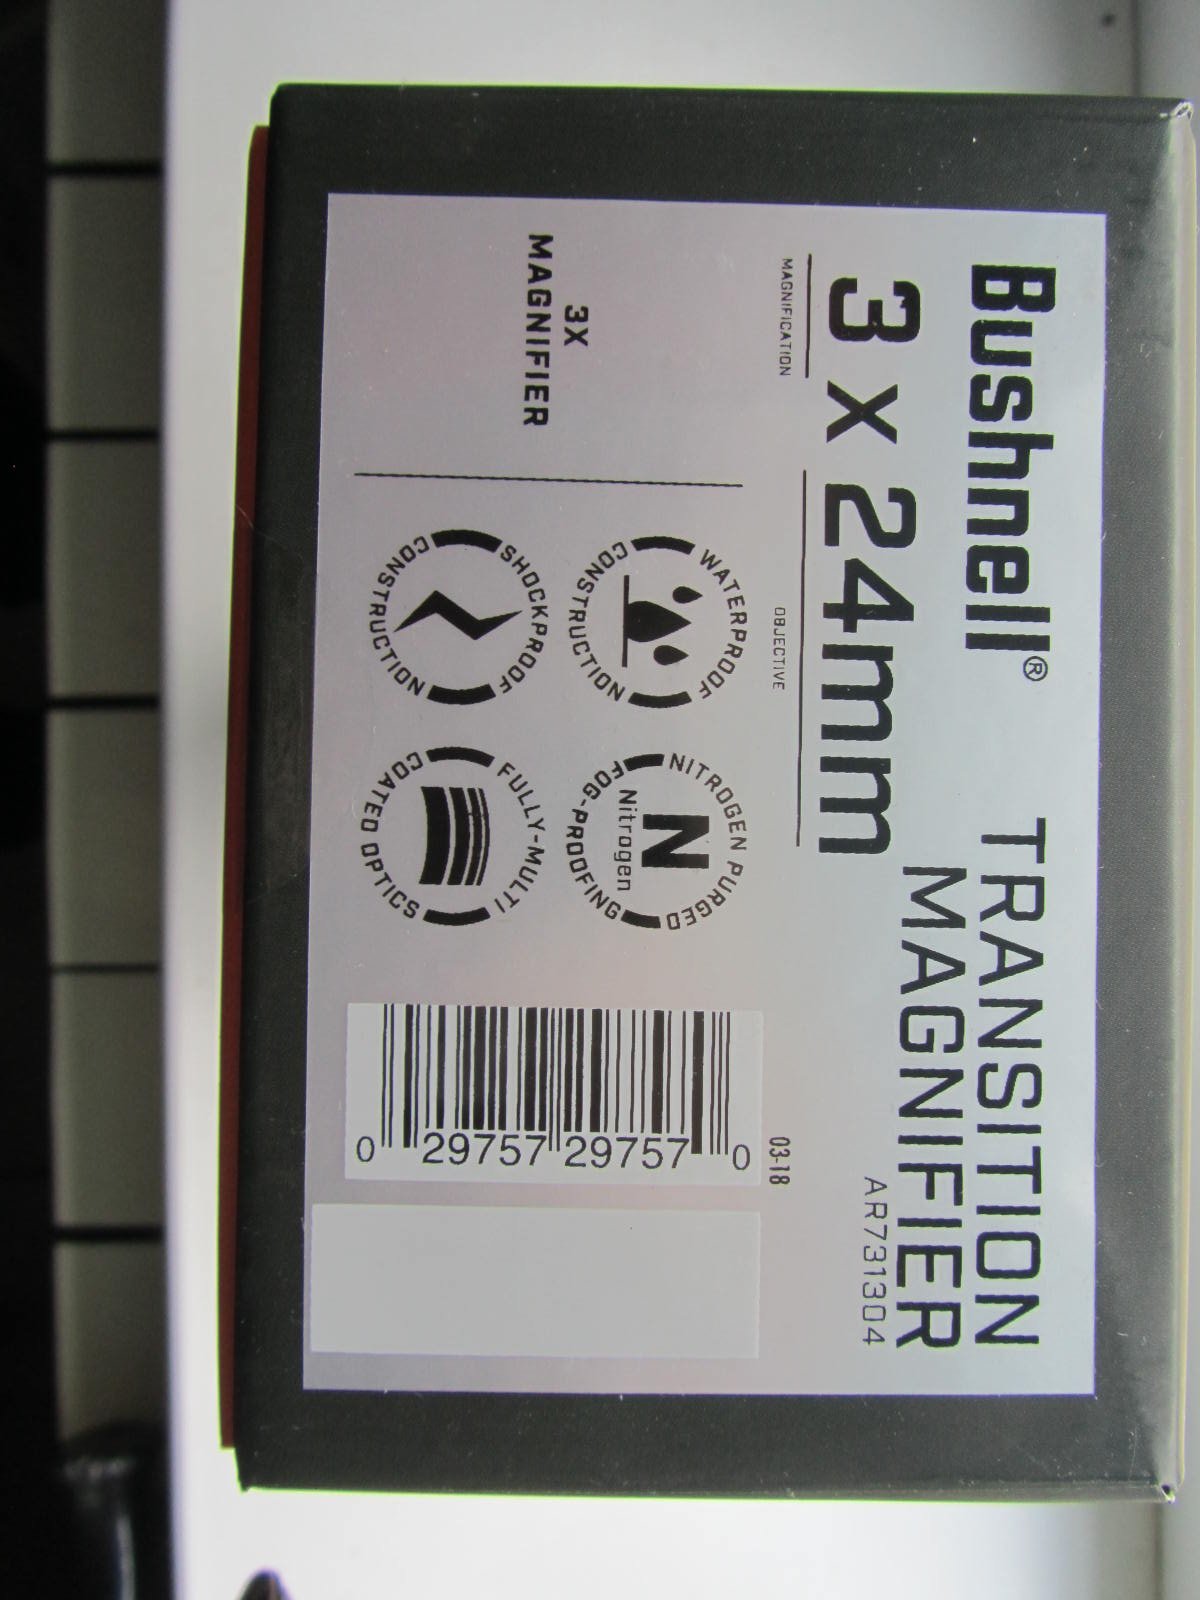 Bushnell®
TRANSITION
MAGNIFIER
AR731304
3 x 24mm
MAGNIFICATION
OBJECTIVE
3X
MAGNIFIER
WATERPROOF
CONSTRUCTION
NITROGEN PURGED
N
Nitrogen
FOG-PROOFING
SHOCKPROOF
CONSTRUCTION
FULLY-MULTI
COATED OPTICS
03-18
0 29757 29757 0